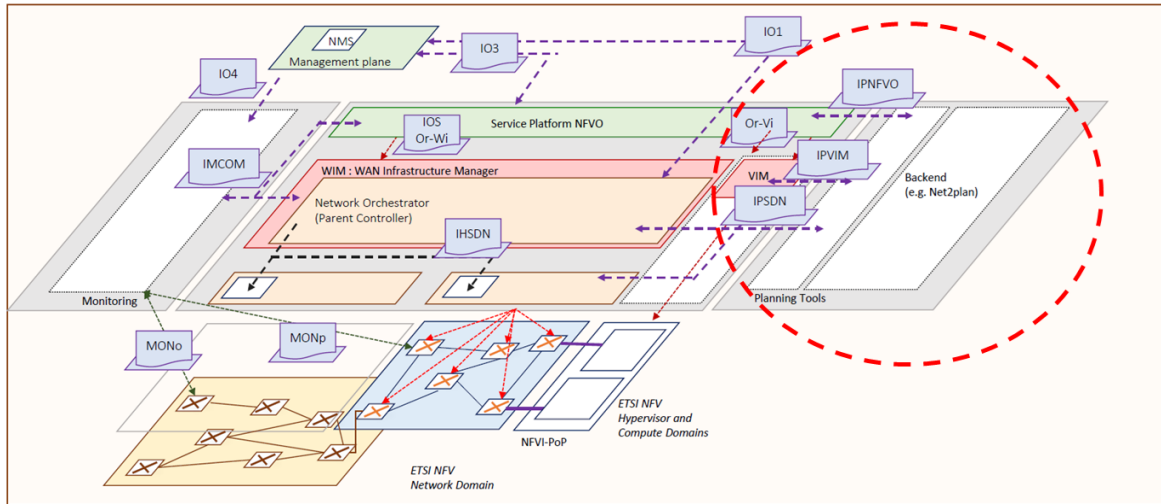 NMS
Management plane
IO3
IO1
IO4
IPNFVO
IOS
Or-Wi
Service Platform NFVO
Or-Vi
IMCOM
WIM : WAN Infrastructure Manager
VIM
IPVIM
Backend
(e.g. Net2plan)
Network Orchestrator
(Parent Controller)
IPSDN
IHSDN
Monitoring
Planning Tools
MONo
MONp
ETSI NFV
Hypervisor and
Compute Domains
NFVI-PoP
ETSI NFV
Network Domain